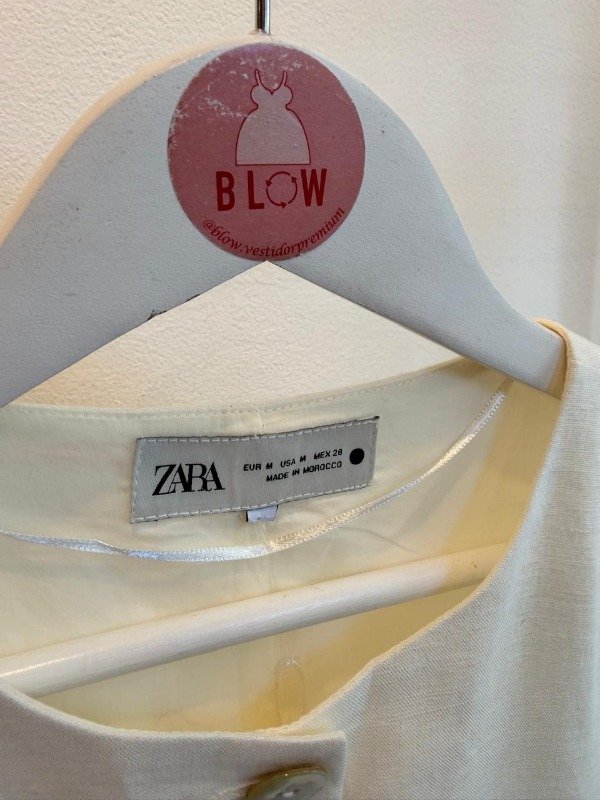 BLOW
@blow.vestidorpremium
ZARA
EUR M USA M MEX 28
MADE IN MOROCCO